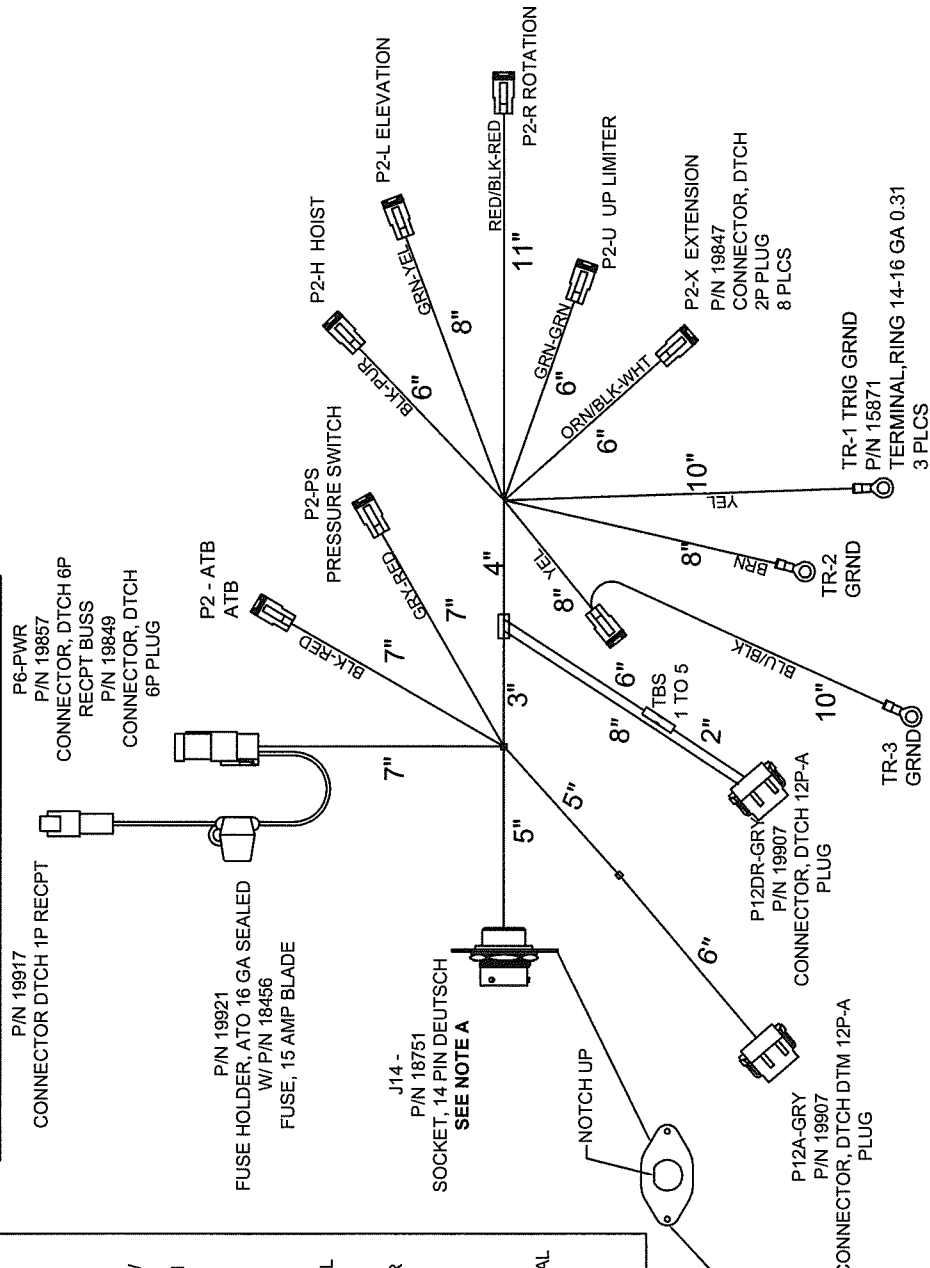 P/N 19917
CONNECTOR DTCH 1P RECPT
P6-PWR
P/N 19857
CONNECTOR, DTCH 6P
RECPT BUSS
P/N 19849
CONNECTOR, DTCH
6P PLUG
P/N 19921
FUSE HOLDER, ATO 16 GA SEALED
W/ P/N 18456
FUSE, 15 AMP BLADE
P2 - ATB
ATB
BLK-RED
7"
7"
P2-PS
PRESSURE SWITCH
GRY-RED
7"
P2-H HOIST
BLK-PUR
6"
P2-L ELEVATION
GRN-YEL
8"
RED/BLK-RED
11"
P2-R ROTATION
P2-U UP LIMITER
GRN-GRN
6"
P2-X EXTENSION
P/N 19847
CONNECTOR, DTCH
2P PLUG
8 PLCS
ORN/BLK-WHT
6"
TR-1 TRIG GRND
P/N 15871
TERMINAL,RING 14-16 GA 0.31
3 PLCS
10"
YEL
8"
BRN
TR-2
GRND
YEL
8"
BLU/BLK
10"
TR-3
GRND
4"
3"
5"
5"
6"
8"
6"
TBS
1 TO 5
2"
J14 -
P/N 18751
SOCKET, 14 PIN DEUTSCH
SEE NOTE A
NOTCH UP
P12DR-GRY
P/N 19907
CONNECTOR, DTCH 12P-A
PLUG
P12A-GRY
P/N 19907
CONNECTOR, DTCH DTM 12P-A
PLUG